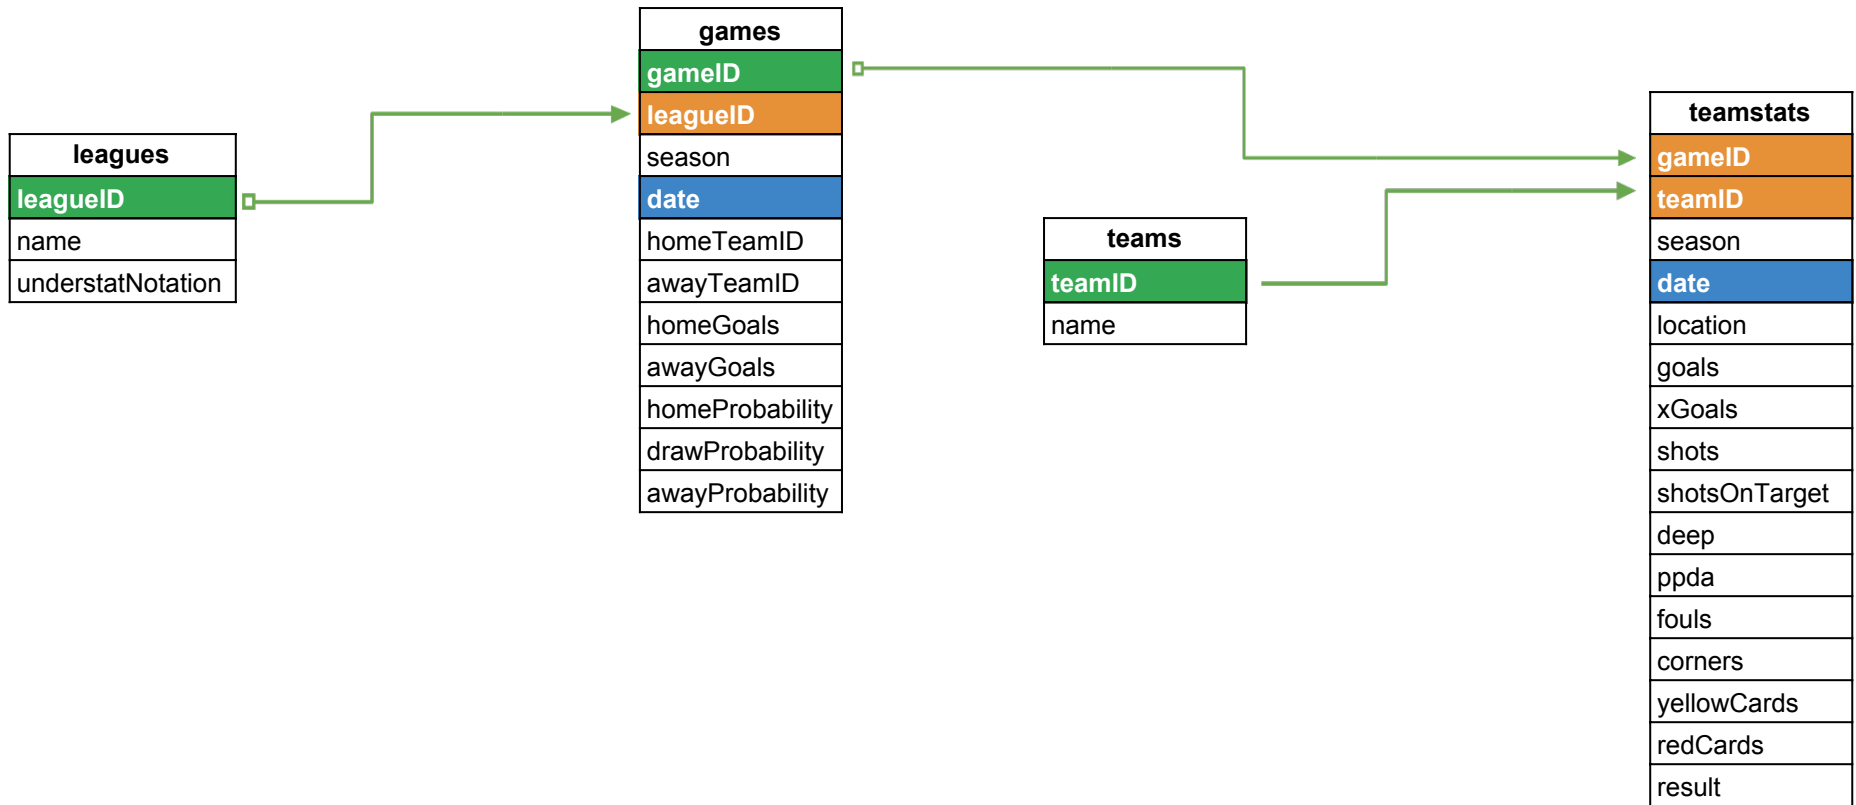 leagues
leagueID
name
understatNotation
games
gameID
leagueID
season
date
homeTeamID
awayTeamID
homeGoals
awayGoals
homeProbability
drawProbability
awayProbability
teams
teamID
name
teamstats
gameID
teamID
season
date
location
goals
xGoals
shots
shotsOnTarget
deep
ppda
fouls
corners
yellowCards
redCards
result